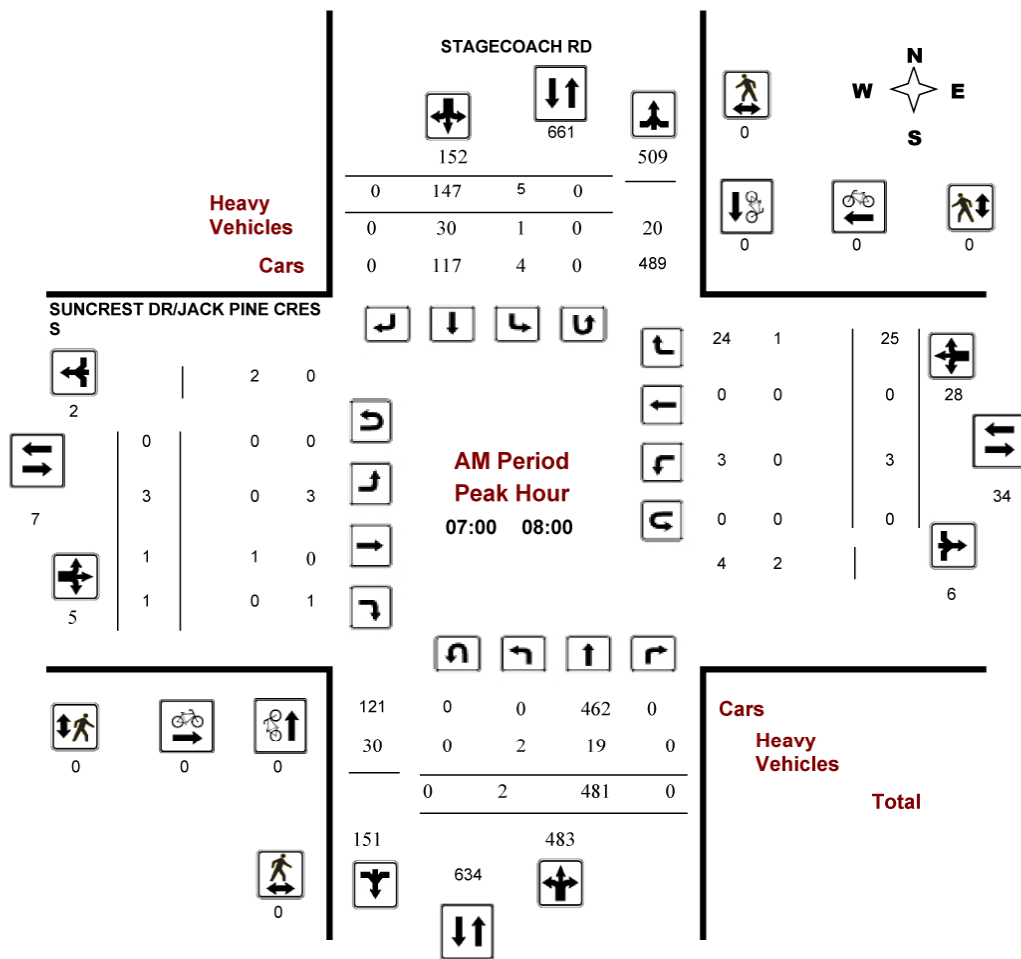 STAGECOACH RD
N
W E
S
661
0
152 509
0 147 5 0
Heavy
Vehicles
0 30 1 0 20
Cars
0 117 4 0 489
0 0 0
SUNCREST DR/JACK PINE CRES
S
24 1 25
2 0
2
0 0 0 28
0 0 0
AM Period
3 0 3
Peak Hour
3 0 3
7
34
07:00 08:00
0 0 0
1 1 0
4 2
5
1 0 1
6
121 0 0 462 0
Cars
30 0 2 19 0
Heavy
Vehicles
0 0 0
0 2 481 0
Total
151 483
634
0